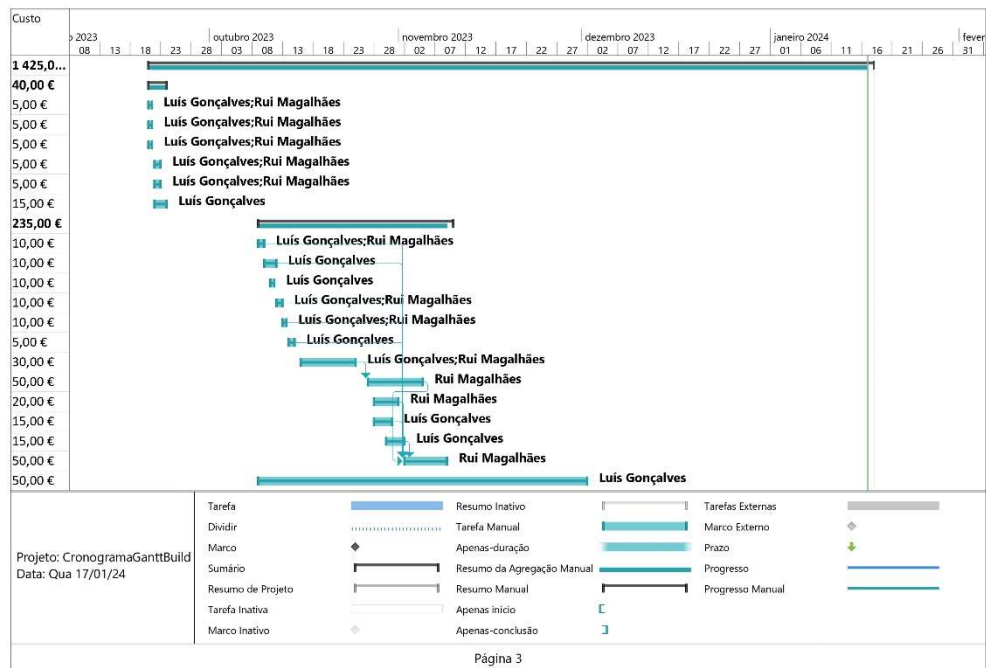 Custo
o 2023 outubro 2023 novembro 2023 dezembro 2023 janeiro 2024 fever
08 13 18 23 28 03 08 13 18 23 28 02 07 12 17 22 27 02 07 12 17 22 27 01 06 11 16 21 26 31 05
1 425,0...
40,00 €
5,00 € Luís Gonçalves;Rui Magalhães
5,00 € Luís Gonçalves;Rui Magalhães
5,00 € Luís Gonçalves;Rui Magalhães
5,00 € Luís Gonçalves;Rui Magalhães
5,00 € Luís Gonçalves;Rui Magalhães
15,00 € Luís Gonçalves
235,00 €
10,00 € Luís Gonçalves;Rui Magalhães
10,00 € Luís Gonçalves
10,00 € Luís Gonçalves
10,00 € Luís Gonçalves;Rui Magalhães
10,00 € Luís Gonçalves;Rui Magalhães
5,00 € Luís Gonçalves
30,00 € Luís Gonçalves;Rui Magalhães
50,00 € Rui Magalhães
20,00 € Rui Magalhães
15,00 € Luís Gonçalves
15,00 € Luís Gonçalves
50,00 € Rui Magalhães
50,00 € Luís Gonçalves
Projeto: CronogramaGanttBuild
Data: Qua 17/01/24
Tarefa
Dividir
Marco
Sumário
Resumo de Projeto
Tarefa Inativa
Marco Inativo
Resumo Inativo
Tarefa Manual
Apenas-duração
Resumo da Agregação Manual
Resumo Manual
Apenas início
Apenas-conclusão
Tarefas Externas
Marco Externo
Prazo
Progresso
Progresso Manual
Página 3